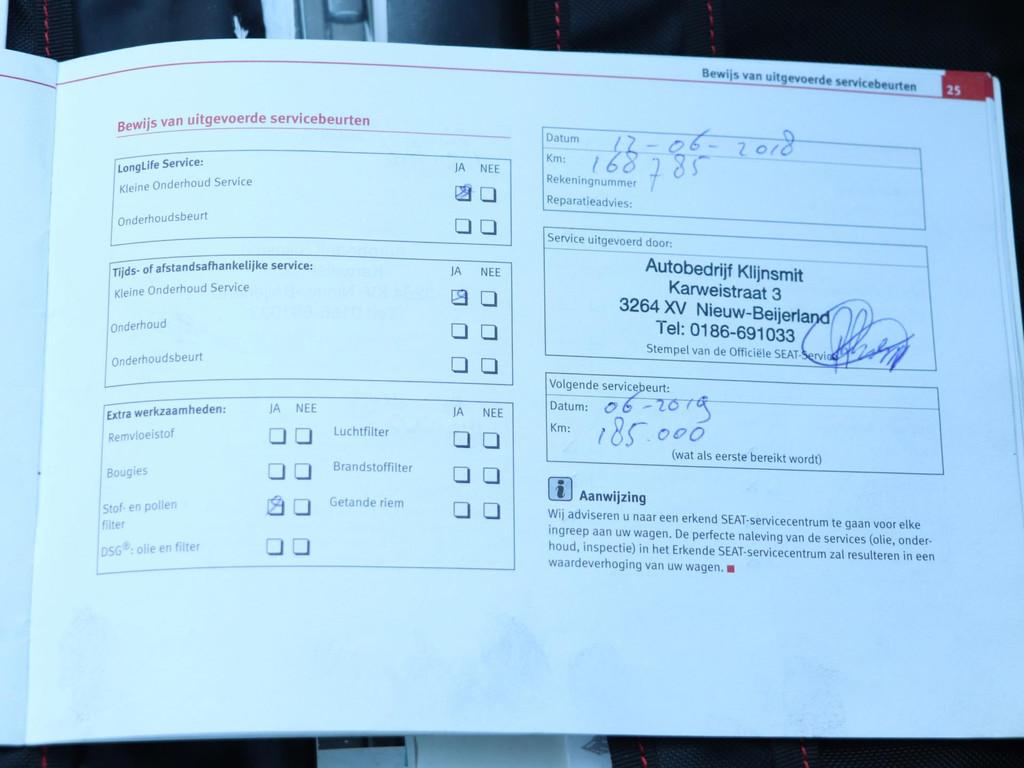 Bewijs van uitgevoerde servicebeurten 25
Bewijs van uitgevoerde servicebeurten
LongLife Service: JA NEE
Kleine Onderhoud Service
Onderhoudsbeurt
Tijds- of afstandsafhankelijke service: JA NEE
Kleine Onderhoud Service
Onderhoud
Onderhoudsbeurt
Extra werkzaamheden: JA NEE JA NEE
Remvloeistof Luchtfilter
Bougies Brandstoffilter
Stof- en pollen Getande riem
filter
DSG®: olie en filter
Datum 12-06-2018
Km: 168785
Rekeningnummer
Reparatieadvies:
Service uitgevoerd door:
Autobedrijf Klijnsmit
Karweistraat 3
3264 XV Nieuw-Beijerland
Tel: 0186-691033
Stempel van de Officiële SEAT-Service
Volgende servicebeurt:
Datum: 06-2019
Km: 185.000
(wat als eerste bereikt wordt)
i Aanwijzing
Wij adviseren u naar een erkend SEAT-servicecentrum te gaan voor elke
ingreep aan uw wagen. De perfecte naleving van de services (olie, onder-
houd, inspectie) in het Erkende SEAT-servicecentrum zal resulteren in een
waardeverhoging van uw wagen.